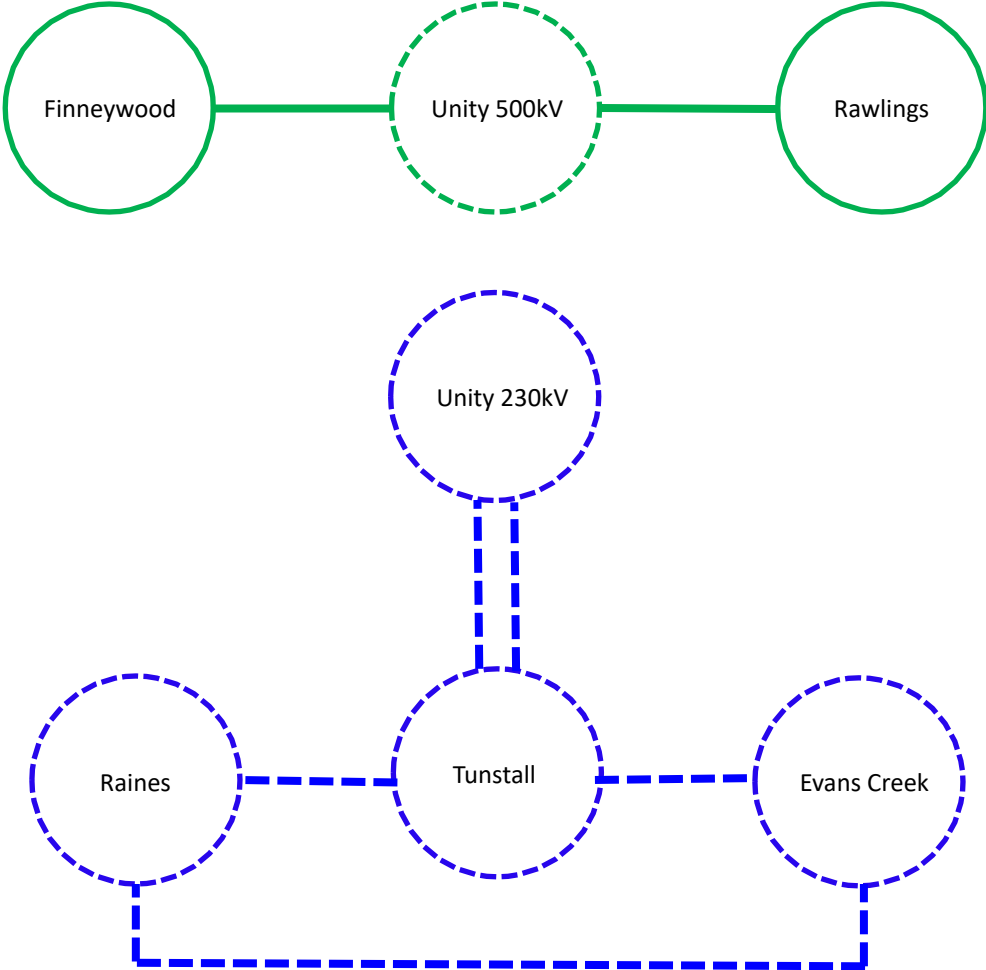 Finneywood
Unity 500kV
Rawlings
Unity 230kV
Raines
Tunstall
Evans Creek